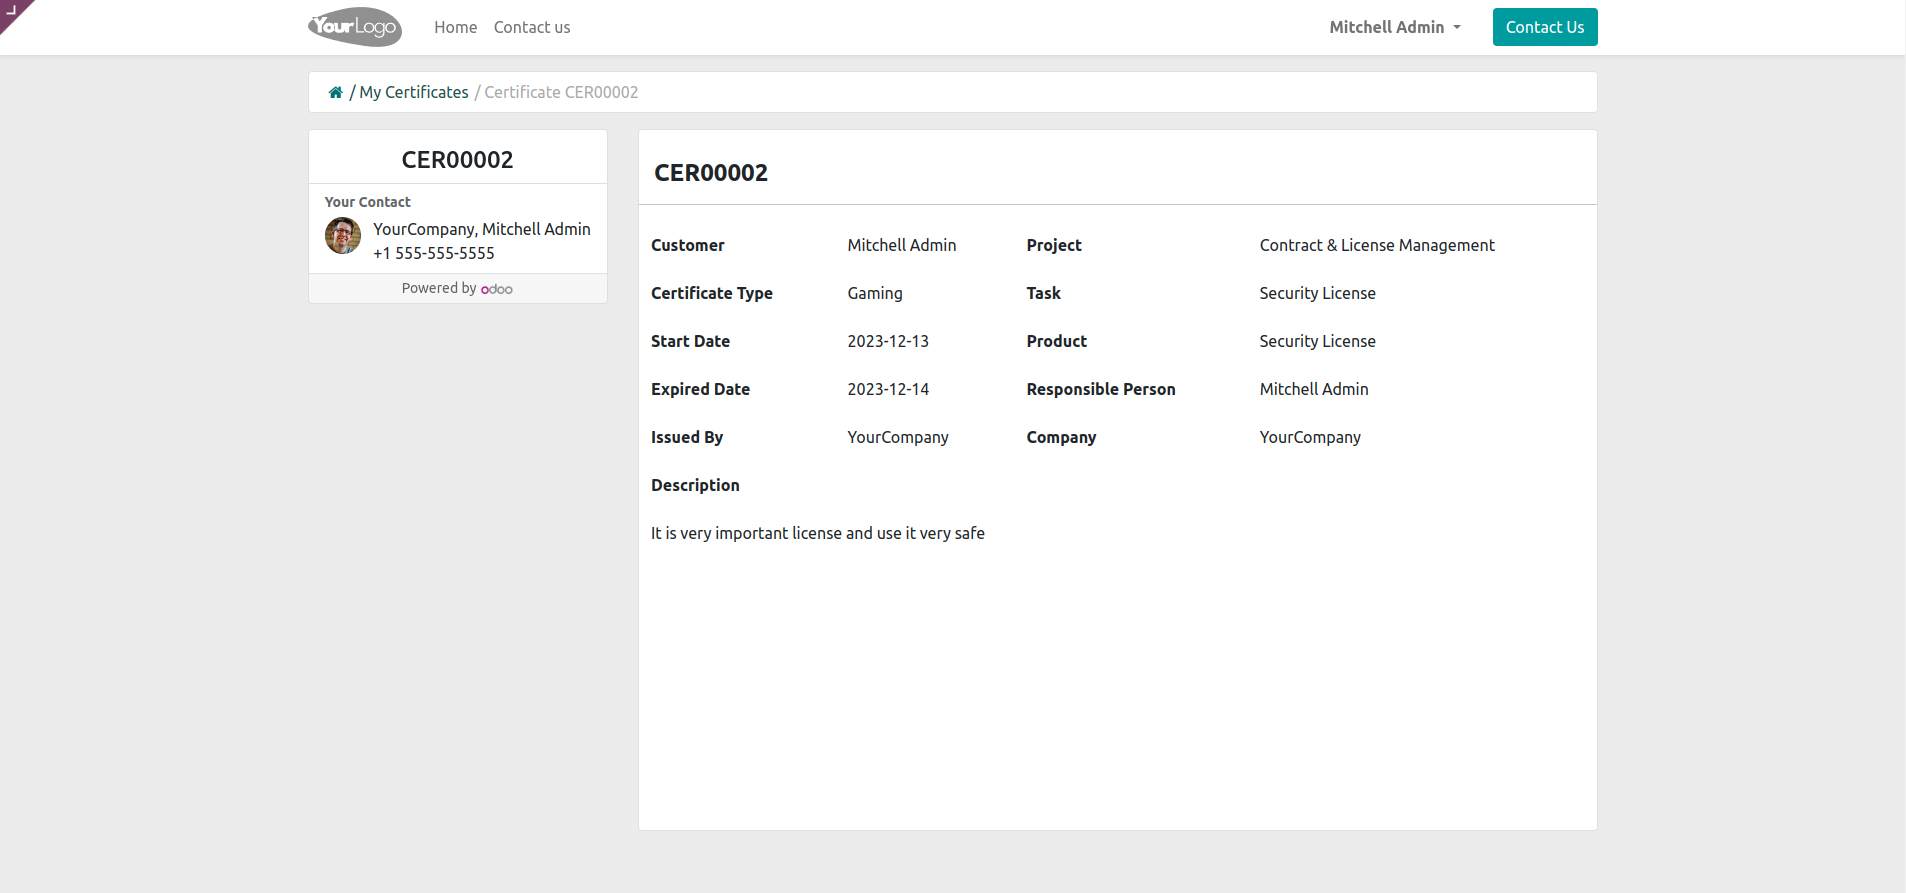 YourLogo Home Contact us Mitchell Admin Contact Us
/ My Certificates / Certificate CER00002
CER00002
Your Contact
YourCompany, Mitchell Admin
+1 555-555-5555
Powered by odoo
CER00002
Customer Mitchell Admin Project Contract & License Management
Certificate Type Gaming Task Security License
Start Date 2023-12-13 Product Security License
Expired Date 2023-12-14 Responsible Person Mitchell Admin
Issued By YourCompany Company YourCompany
Description
It is very important license and use it very safe